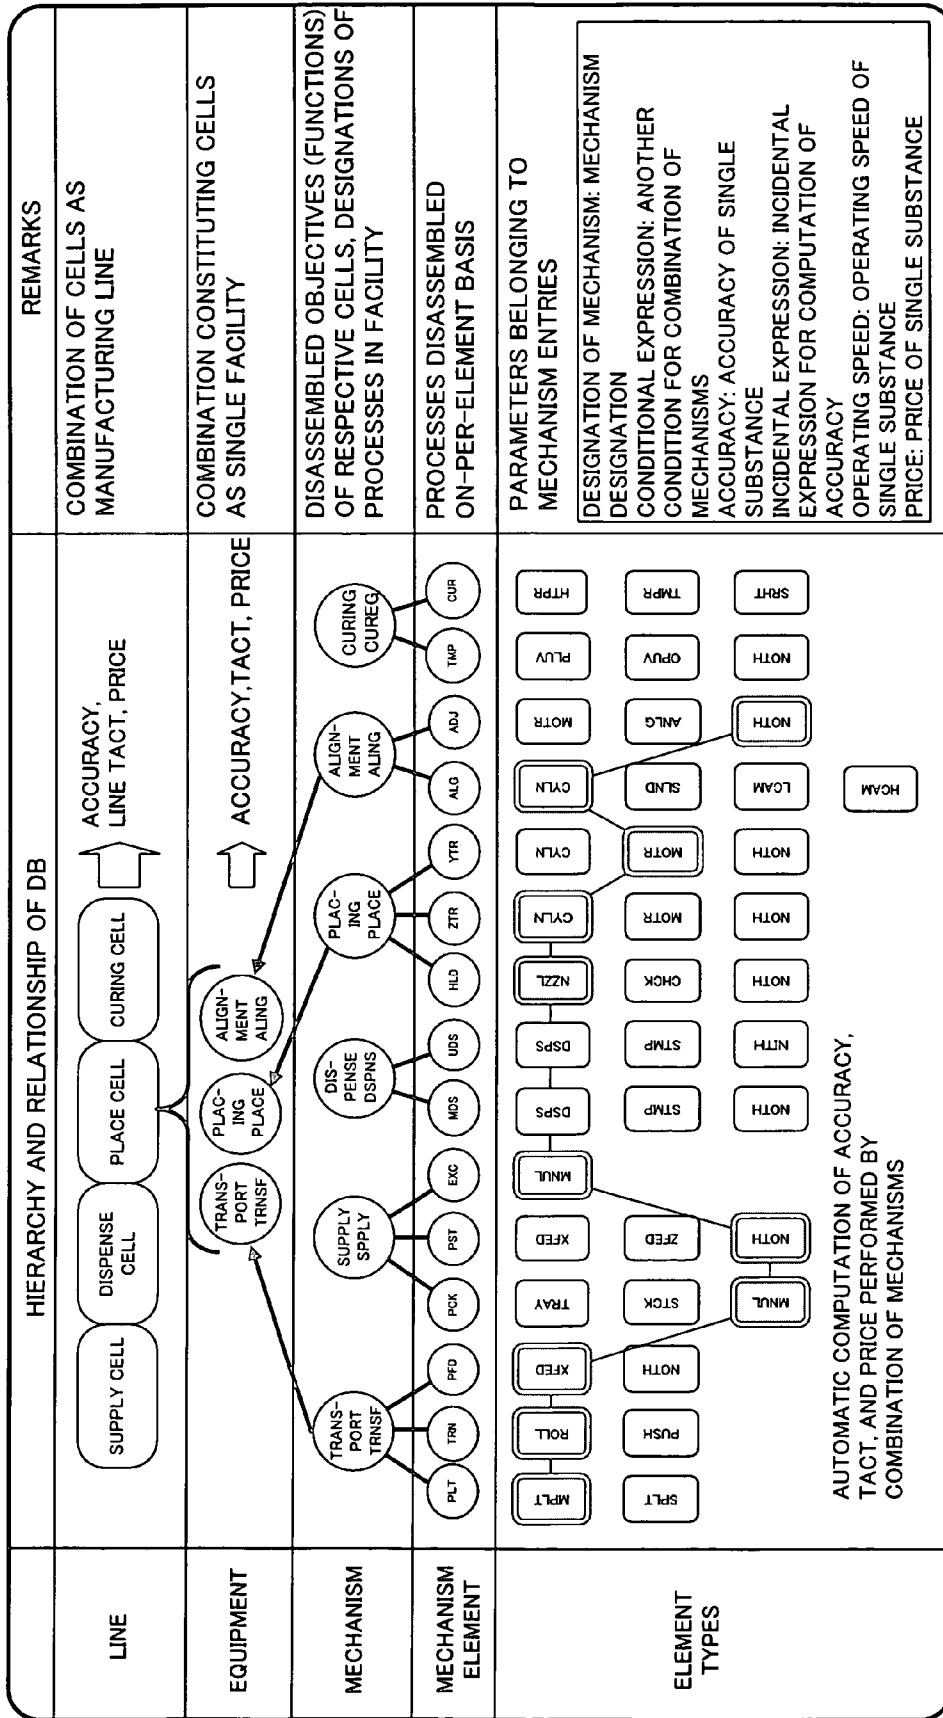 HIERARCHY AND RELATIONSHIP OF DB
REMARKS
LINE
SUPPLY CELL
DISPENSE
CELL
PLACE CELL
CURING CELL
ACCURACY,
LINE TACT, PRICE
COMBINATION OF CELLS AS
MANUFACTURING LINE
EQUIPMENT
TRANS-
PORT
TRNSF
PLAC-
ING
PLACE
ALIGN-
MENT
ALING
ACCURACY,TACT, PRICE
COMBINATION CONSTITUTING CELLS
AS SINGLE FACILITY
MECHANISM
TRANS-
PORT
TRNSF
SUPPLY
SPPLY
DIS-
PENSE
DSPNS
PLAC-
ING
PLACE
ALIGN-
MENT
ALING
CURING
CUREG
DISASSEMBLED OBJECTIVES (FUNCTIONS)
OF RESPECTIVE CELLS, DESIGNATIONS OF
PROCESSES IN FACILITY
MECHANISM
ELEMENT
PLT
TRN
PFD
PCK
PST
EXC
MDS
UDS
HLD
ZTR
YTR
ALG
ADJ
TMP
CUR
PROCESSES DISASSEMBLED
ON-PER-ELEMENT BASIS
ELEMENT
TYPES
MPLT
ROLL
XFED
TRAY
XFED
MNUL
DSPS
DSPS
NZZL
CYLN
CYLN
CYLN
MOTR
PLUV
HTPR
SPLT
PUSH
NOTH
STCK
ZFED
STMP
STMP
CHCK
MOTR
MOTR
SLND
ANLG
OPUV
TMPR
MNUL
NOTH
NOTH
NITH
NOTH
NOTH
NOTH
LCAM
NOTH
NOTH
SRHT
HCAM
AUTOMATIC COMPUTATION OF ACCURACY,
TACT, AND PRICE PERFORMED BY
COMBINATION OF MECHANISMS
PARAMETERS BELONGING TO
MECHANISM ENTRIES
DESIGNATION OF MECHANISM: MECHANISM
DESIGNATION
CONDITIONAL EXPRESSION: ANOTHER
CONDITION FOR COMBINATION OF
MECHANISMS
ACCURACY: ACCURACY OF SINGLE
SUBSTANCE
INCIDENTAL EXPRESSION: INCIDENTAL
EXPRESSION FOR COMPUTATION OF
ACCURACY
OPERATING SPEED: OPERATING SPEED OF
SINGLE SUBSTANCE
PRICE: PRICE OF SINGLE SUBSTANCE